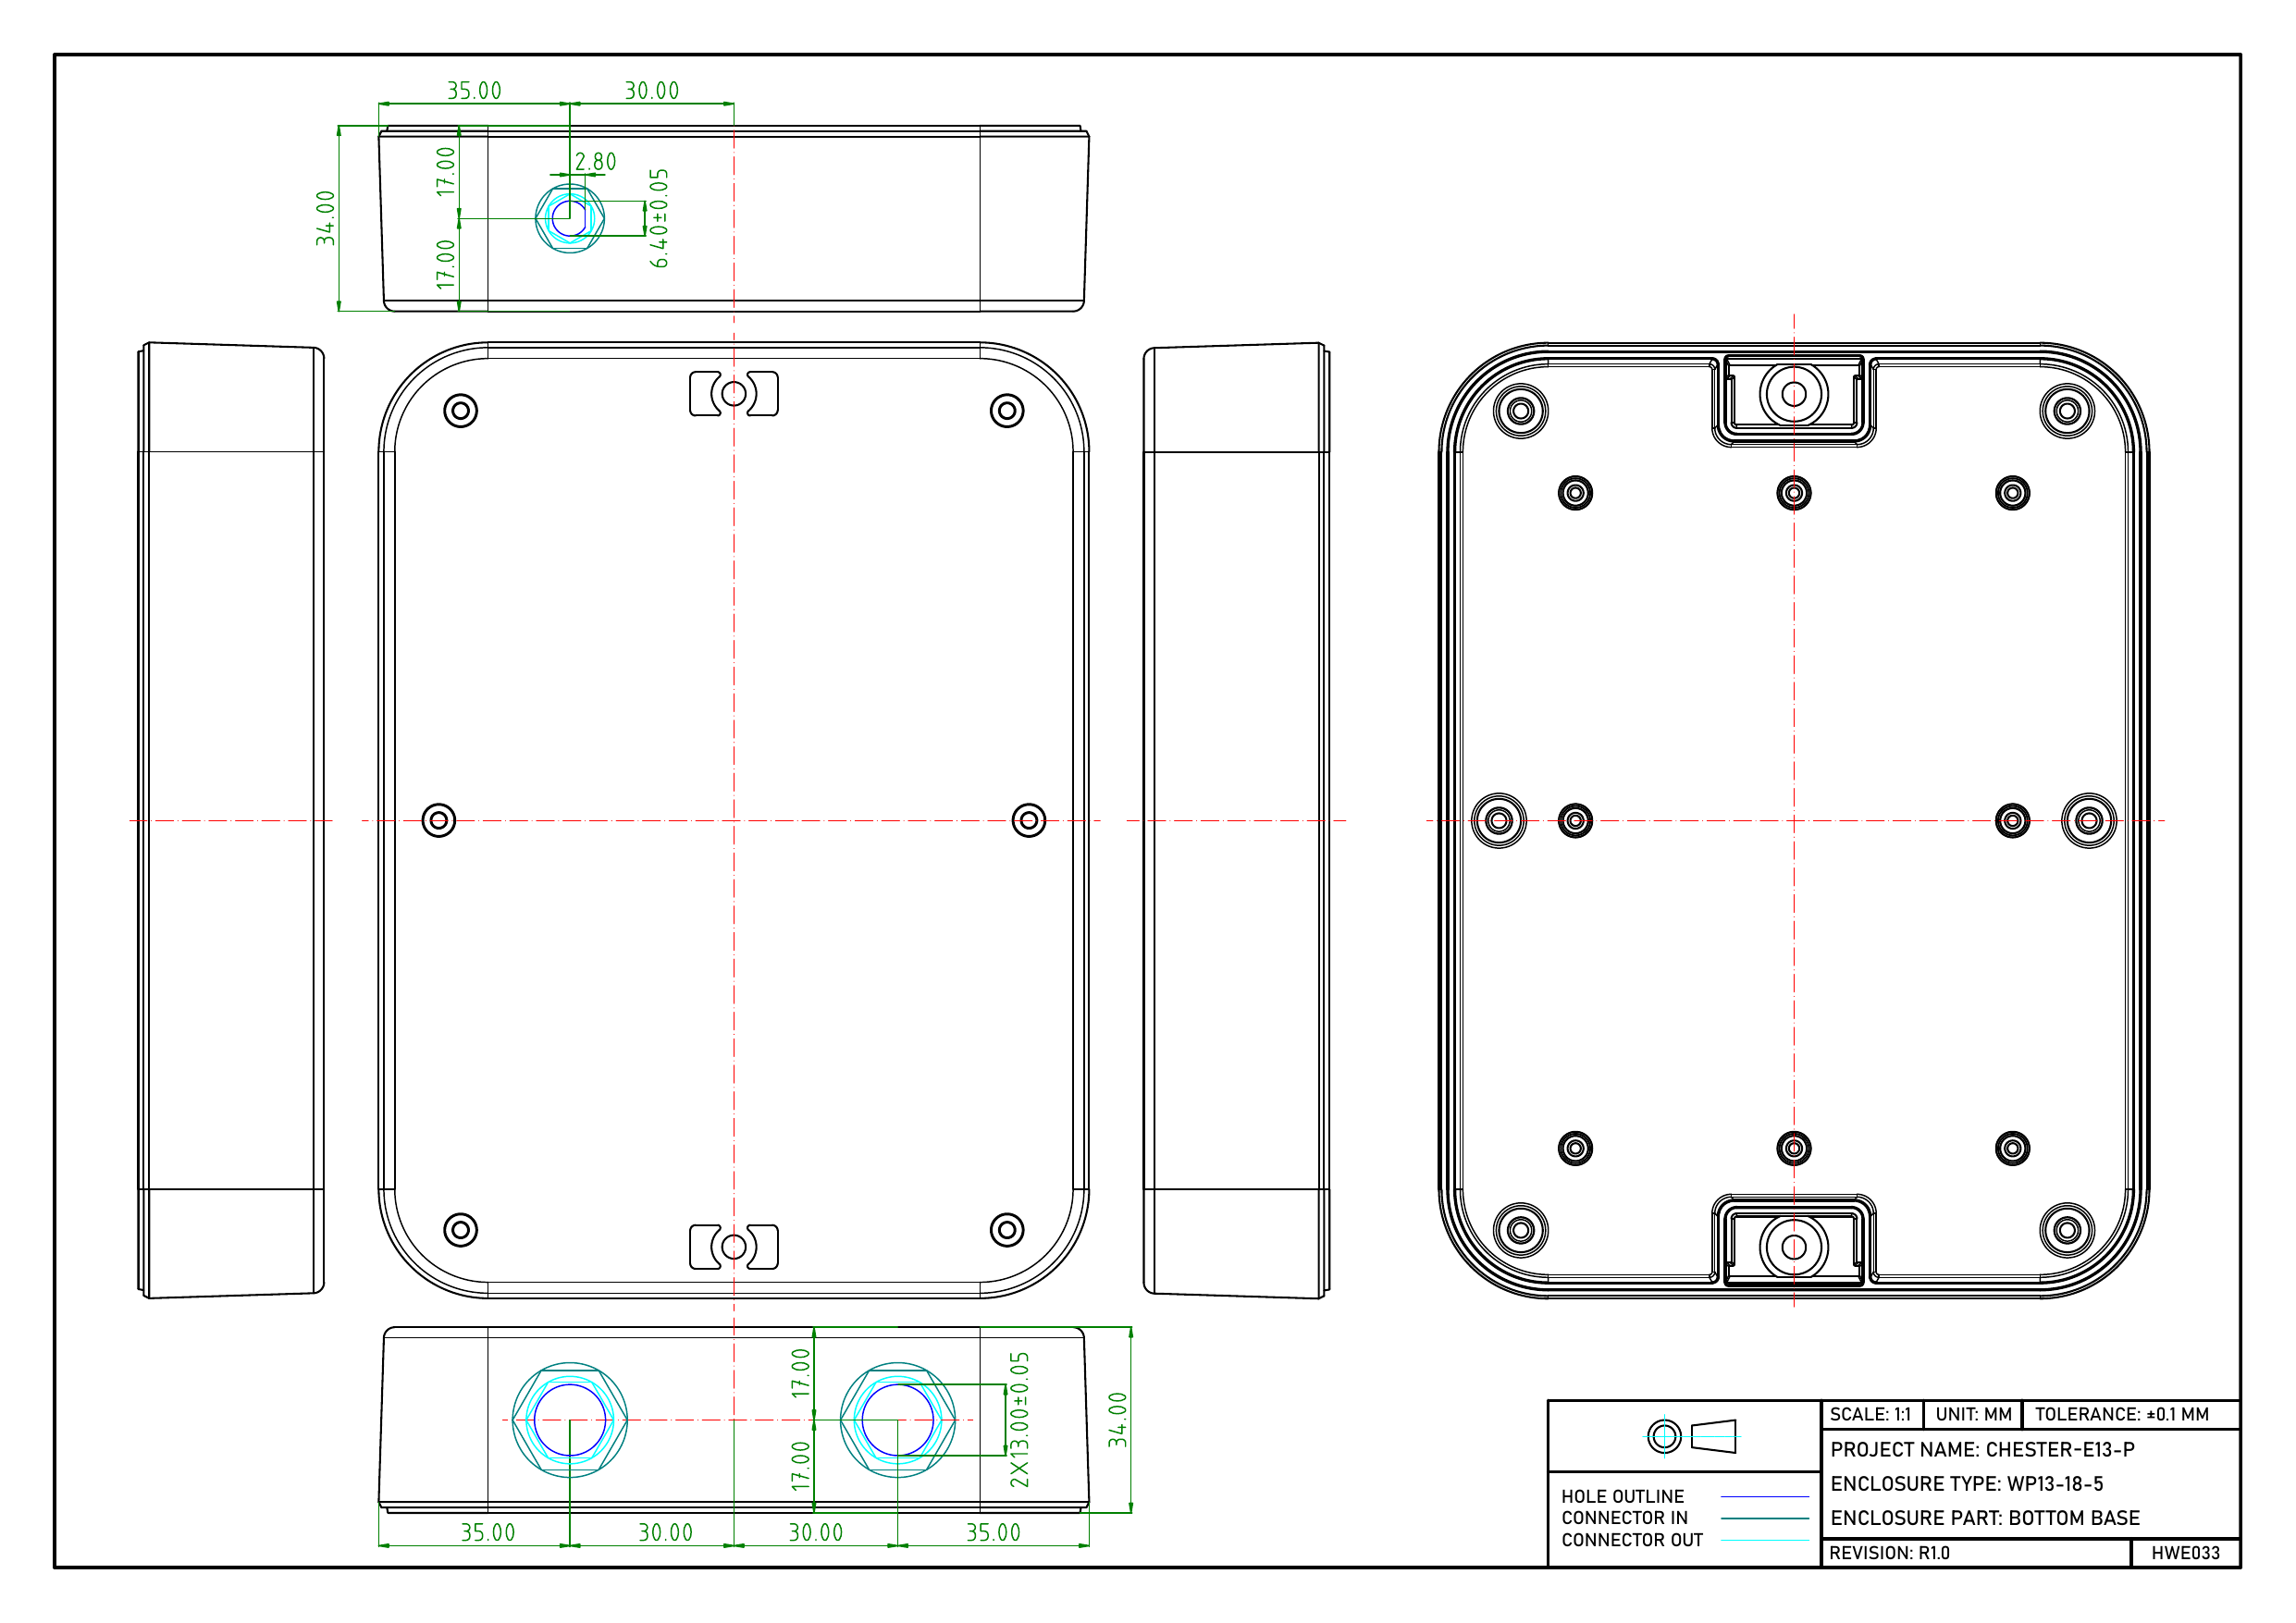 35.00
30.00
2.80
17.00
34.00
6.40±0.05
17.00
17.00
2X13.00±0.05
34.00
17.00
35.00
30.00
30.00
35.00
SCALE: 1:1
UNIT: MM
TOLERANCE: ±0.1 MM
PROJECT NAME: CHESTER-E13-P
ENCLOSURE TYPE: WP13-18-5
ENCLOSURE PART: BOTTOM BASE
HOLE OUTLINE
CONNECTOR IN
CONNECTOR OUT
REVISION: R1.0
HWE033